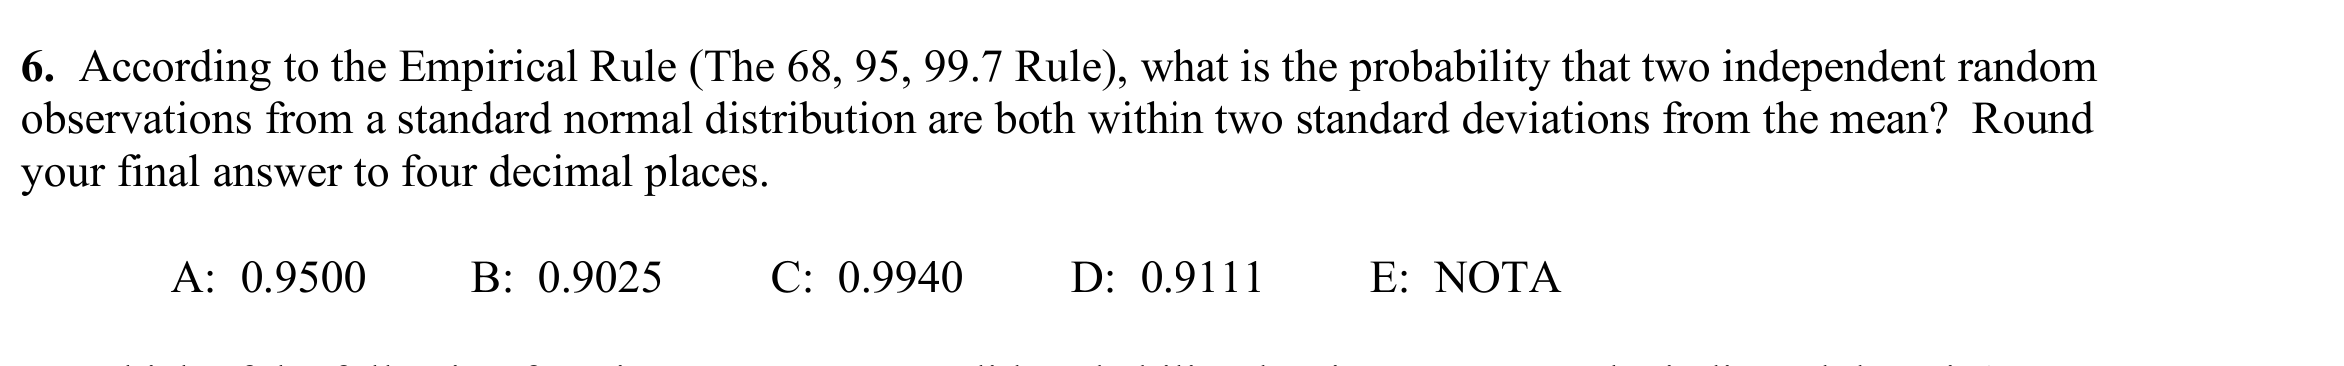 6. According to the Empirical Rule (The 68, 95, 99.7 Rule), what is the probability that two independent random
observations from a standard normal distribution are both within two standard deviations from the mean? Round
your final answer to four decimal places.
A: 0.9500 B: 0.9025 C: 0.9940 D: 0.9111 E: NOTA